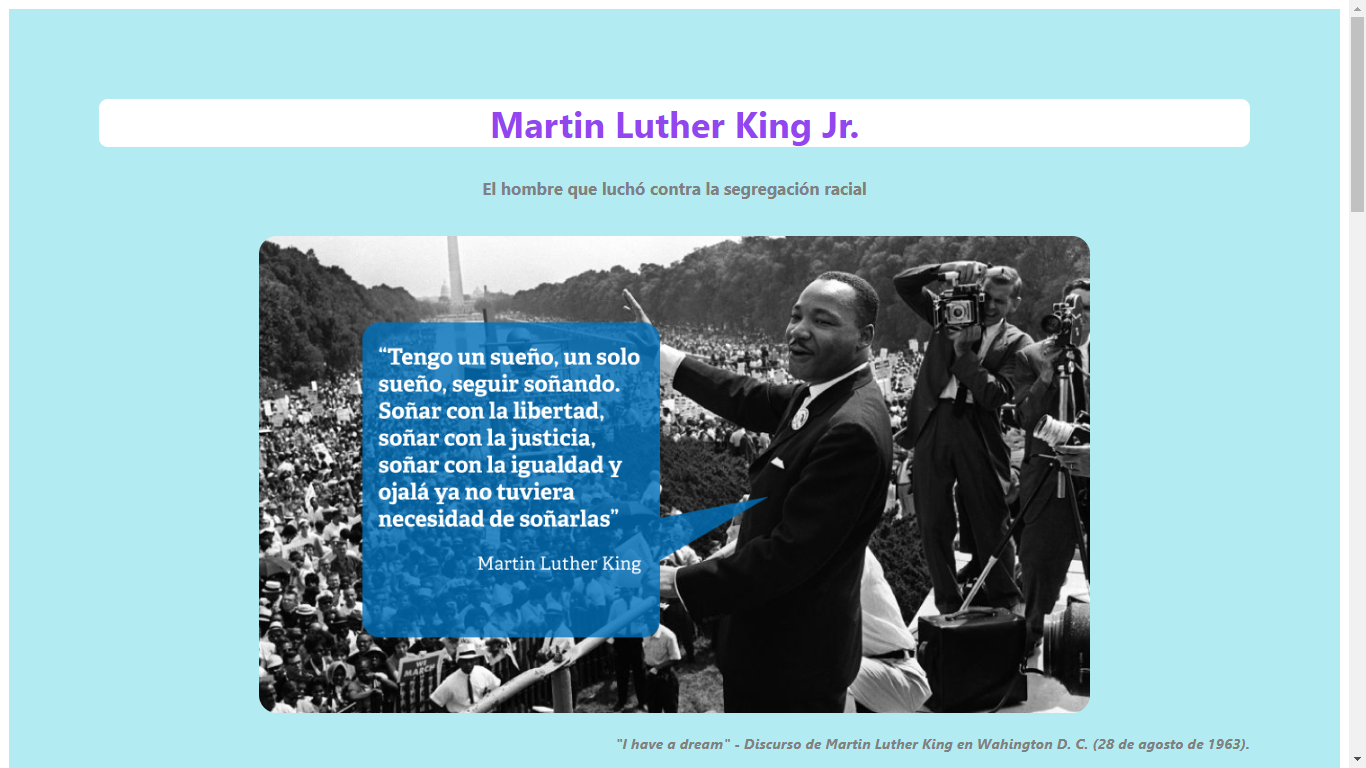 Martin Luther King Jr.
El hombre que luchó contra la segregación racial
“Tengo un sueño, un solo
sueño, seguir soñando.
Soñar con la libertad,
soñar con la justicia,
soñar con la igualdad y
ojalá ya no tuviera
necesidad de soñarlas”
Martin Luther King
WE
MARCH
"I have a dream" - Discurso de Martin Luther King en Wahington D. C. (28 de agosto de 1963).